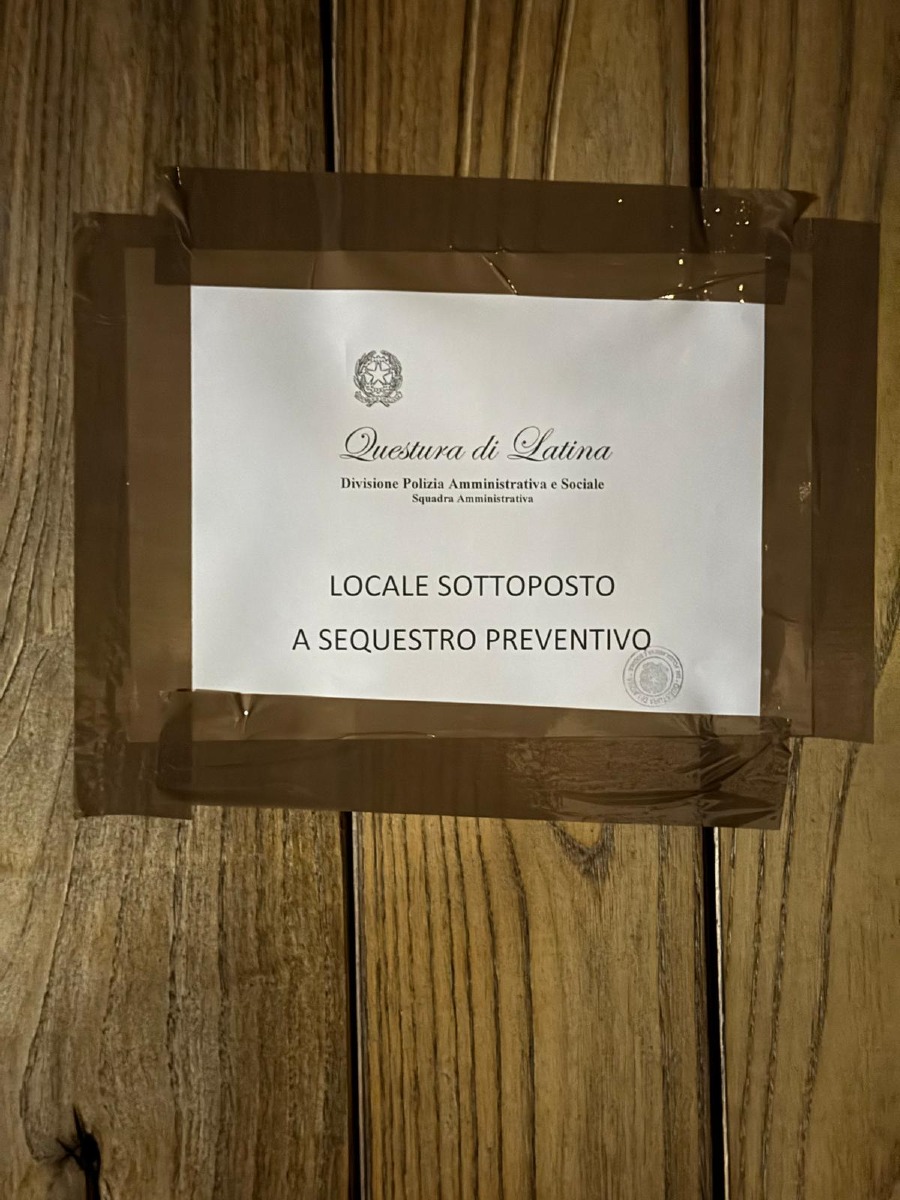 Questura di Latina
Divisione Polizia Amministrativa e Sociale
Squadra Amministrativa
LOCALE SOTTOPOSTO
A SEQUESTRO PREVENTIVO